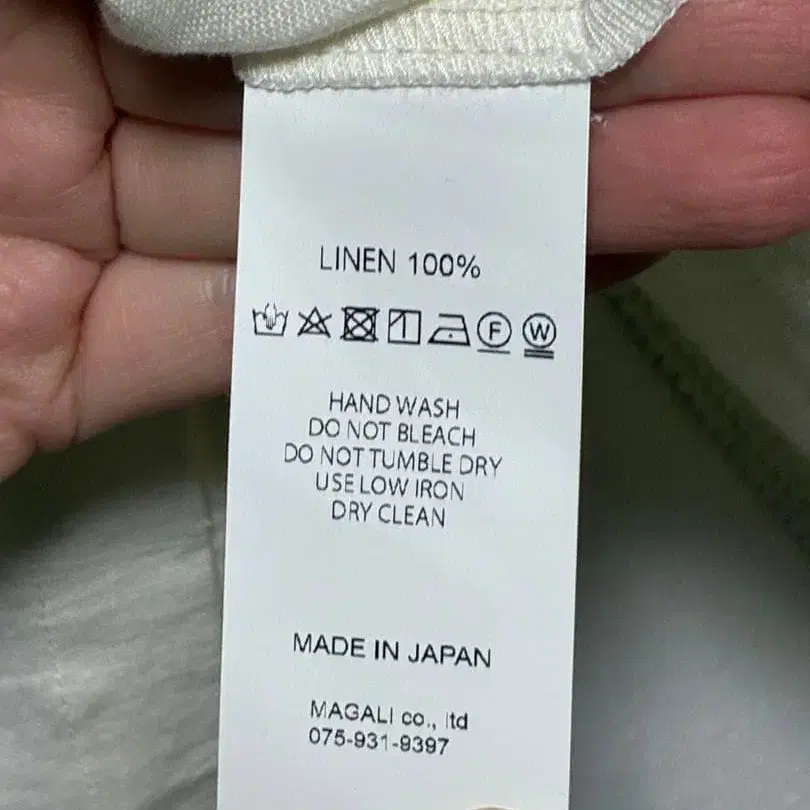 LINEN 100%
F W
HAND WASH
DO NOT BLEACH
DO NOT TUMBLE DRY
USE LOW IRON
DRY CLEAN
MADE IN JAPAN
MAGALI co., ltd
075-931-9397